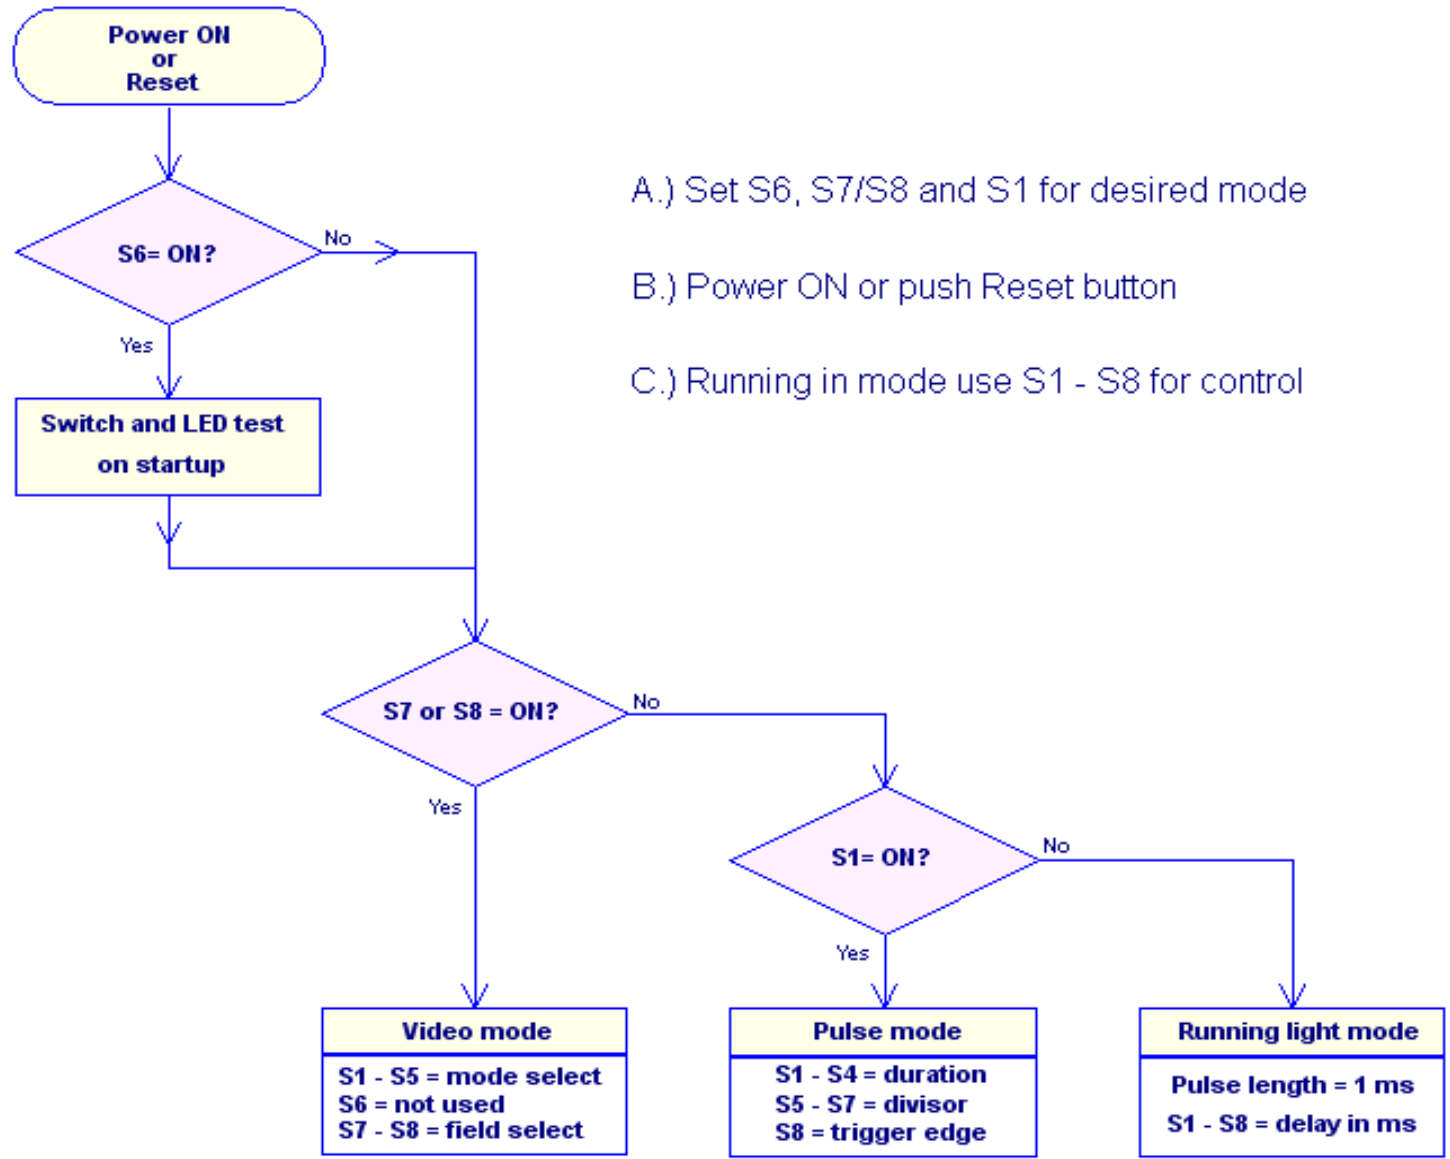 Power ON
or
Reset
A.) Set S6, S7/S8 and S1 for desired mode
S6= ON?
No
B.) Power ON or push Reset button
Yes
C.) Running in mode use S1 - S8 for control
Switch and LED test
on startup
S7 or S8 = ON?
No
Yes
S1= ON?
No
Yes
Video mode
S1 - S5 = mode select
S6 = not used
S7 - S8 = field select
Pulse mode
S1 - S4 = duration
S5 - S7 = divisor
S8 = trigger edge
Running light mode
Pulse length = 1 ms
S1 - S8 = delay in ms